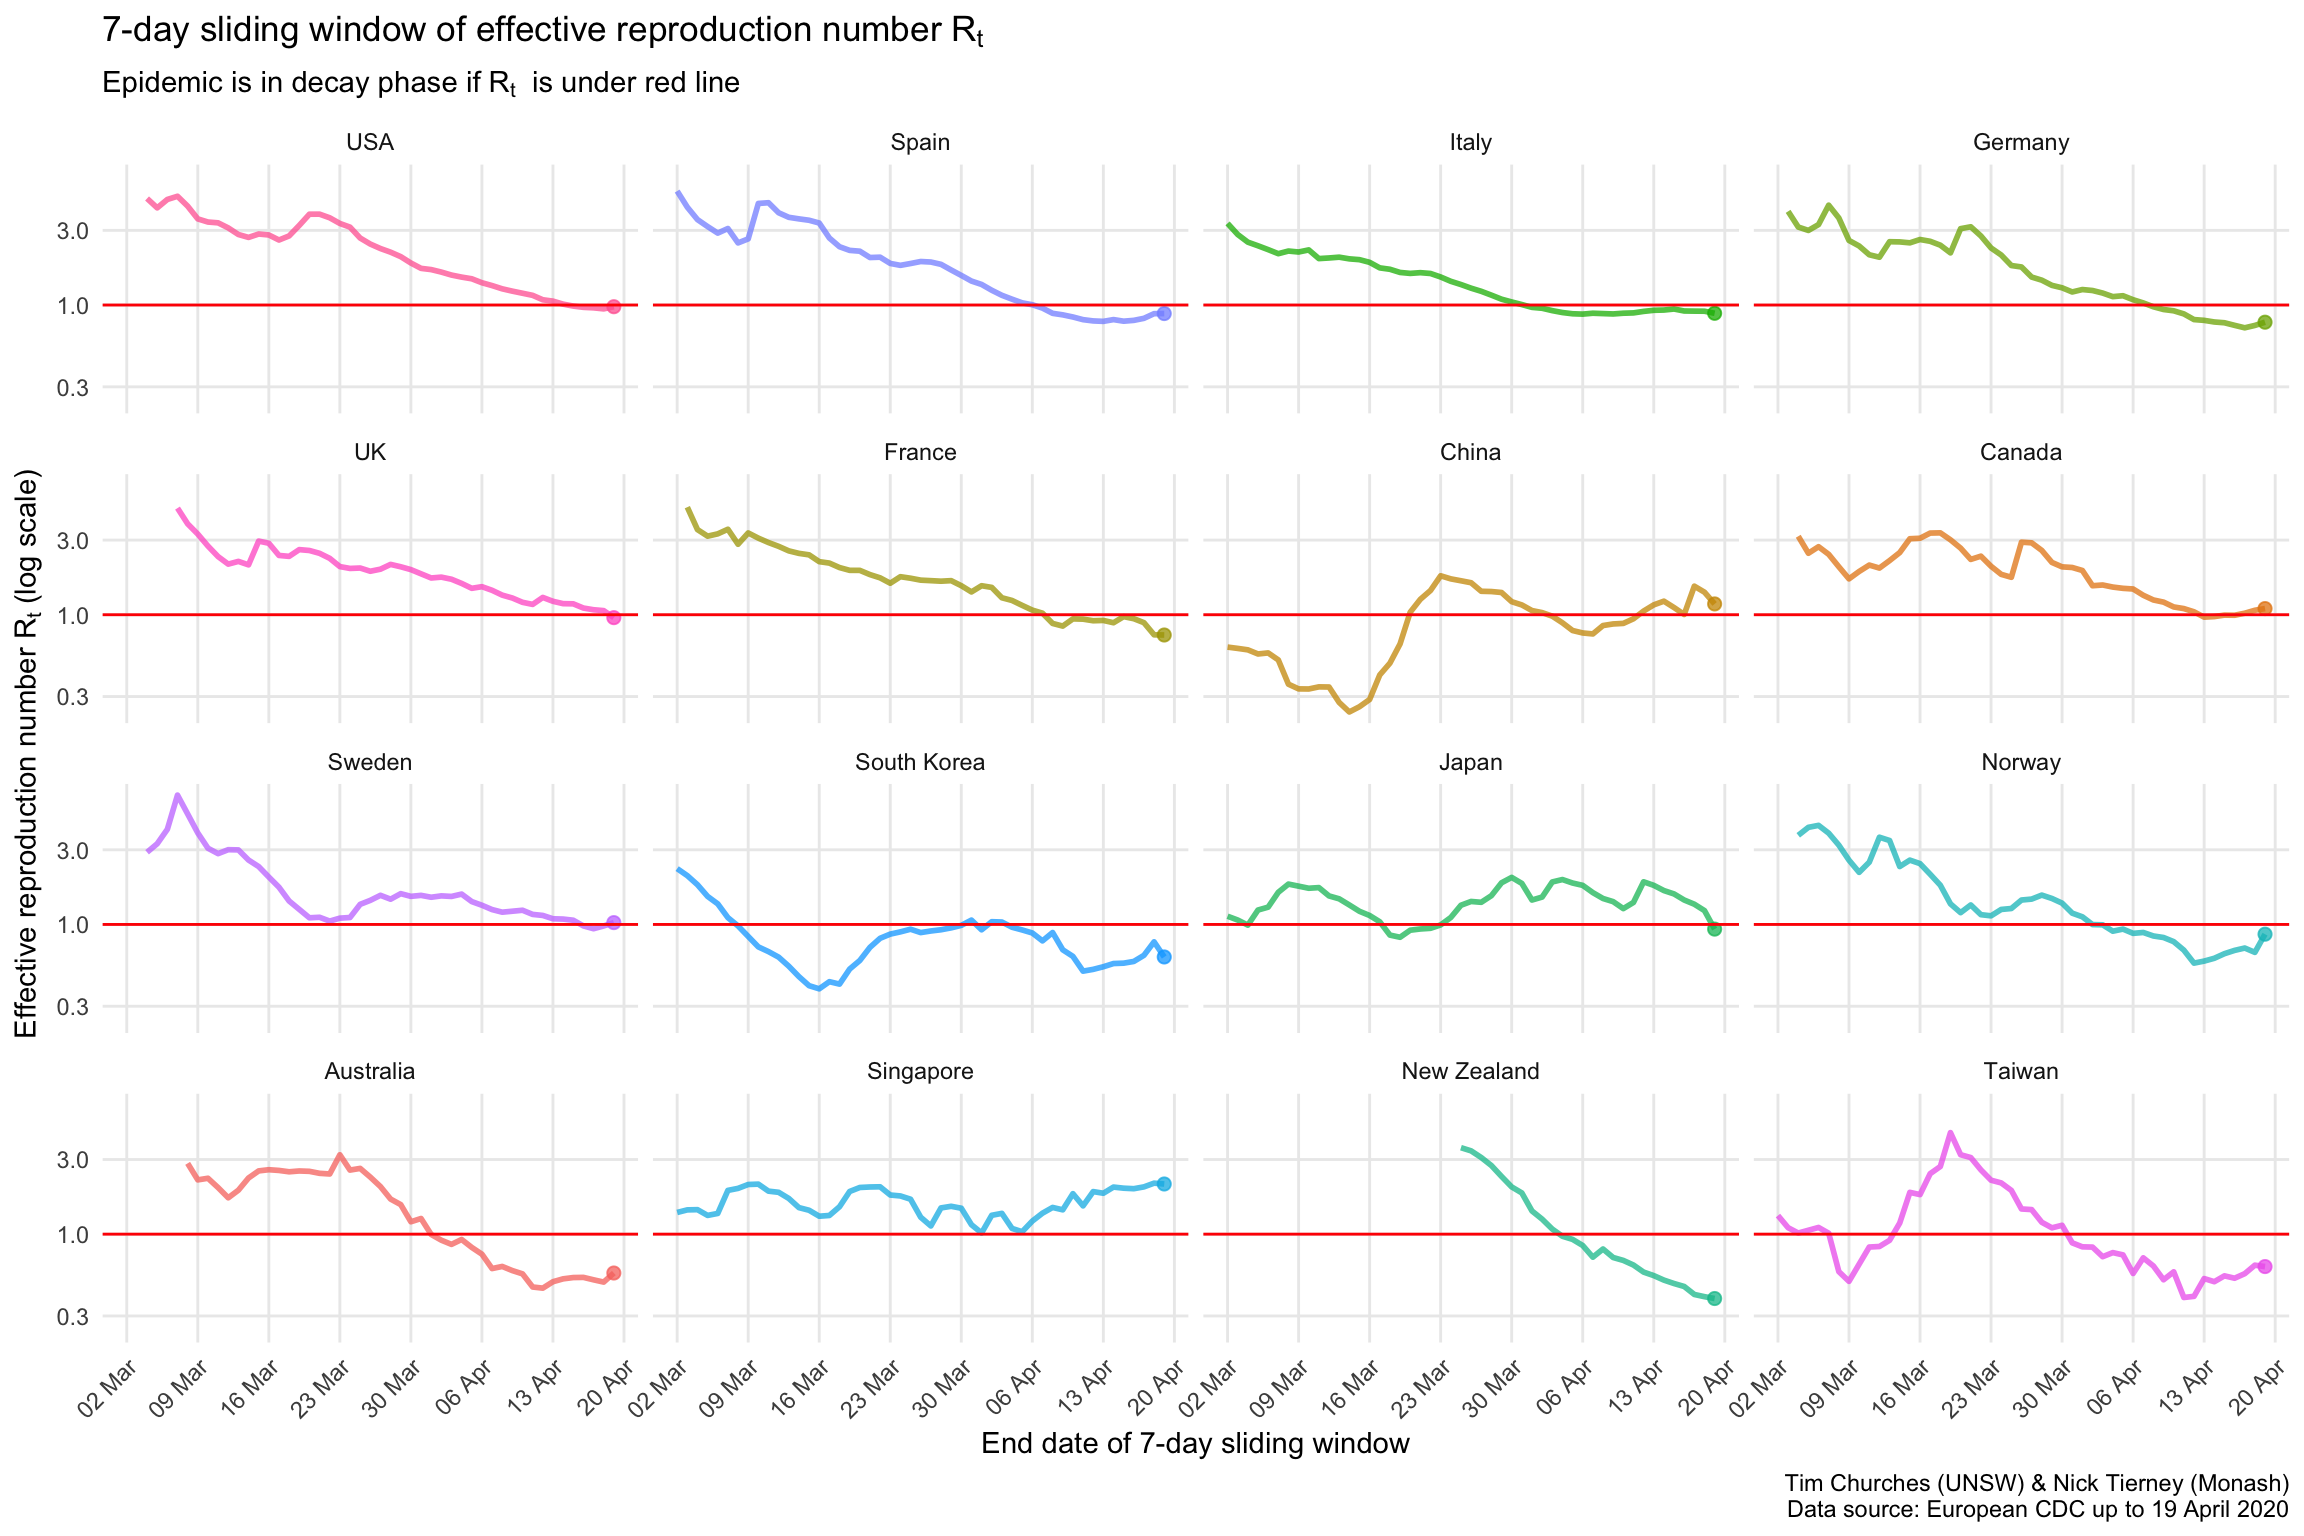 7-day sliding window of effective reproduction number Rt
Epidemic is in decay phase if Rt is under red line
USA
Spain
Italy
Germany
3.0
1.0
0.3
UK
France
China
Canada
3.0
1.0
0.3
Sweden
South Korea
Japan
Norway
3.0
1.0
0.3
Australia
Singapore
New Zealand
Taiwan
3.0
1.0
0.3
Effective reproduction number Rt (log scale)
02 Mar 09 Mar 16 Mar 23 Mar 30 Mar 06 Apr 13 Apr 20 Apr
02 Mar 09 Mar 16 Mar 23 Mar 30 Mar 06 Apr 13 Apr 20 Apr
02 Mar 09 Mar 16 Mar 23 Mar 30 Mar 06 Apr 13 Apr 20 Apr
02 Mar 09 Mar 16 Mar 23 Mar 30 Mar 06 Apr 13 Apr 20 Apr
End date of 7-day sliding window
Tim Churches (UNSW) & Nick Tierney (Monash)
Data source: European CDC up to 19 April 2020